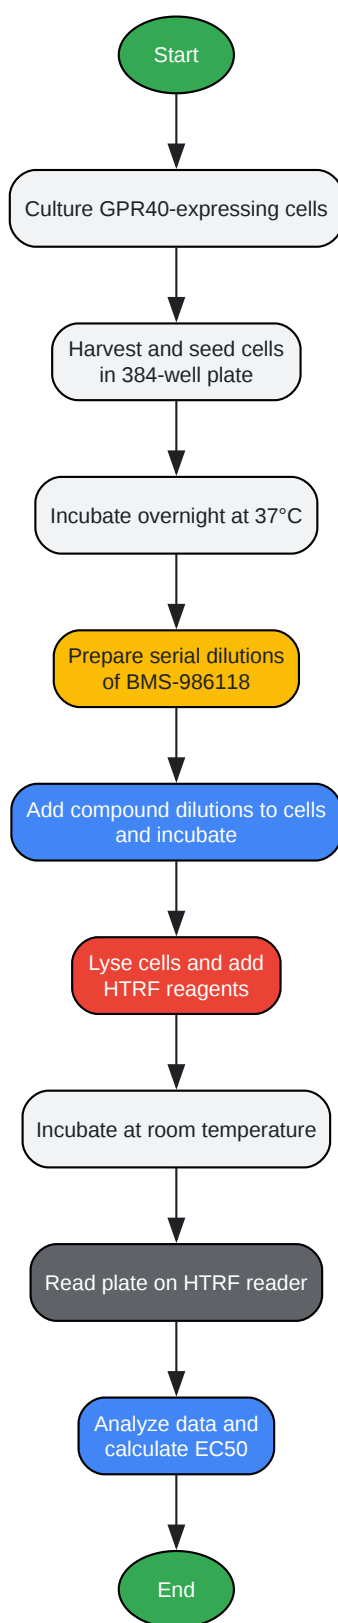 Start
Culture GPR40-expressing cells
Harvest and seed cells
in 384-well plate
Incubate overnight at 37°C
Prepare serial dilutions
of BMS-986118
Add compound dilutions to cells
and incubate
Lyse cells and add
HTRF reagents
Incubate at room temperature
Read plate on HTRF reader
Analyze data and
calculate EC50
End